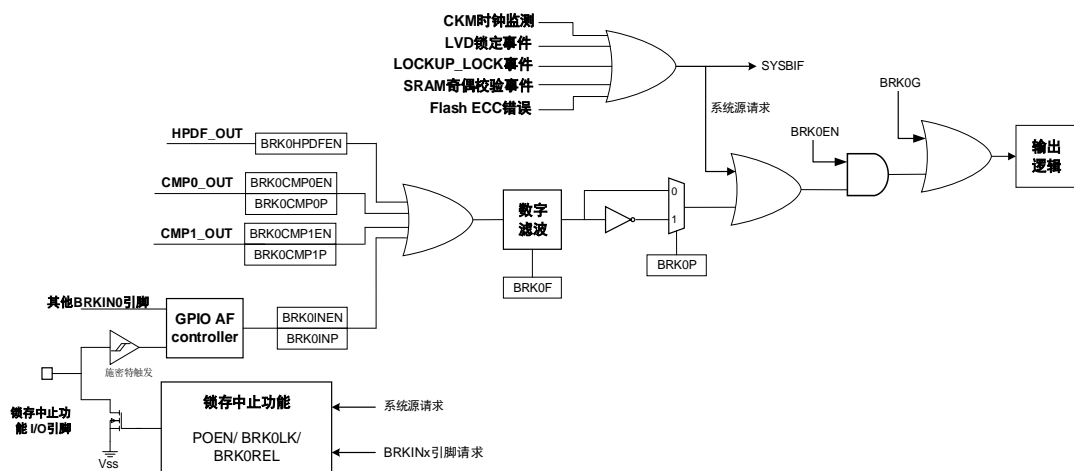 CKM时钟监测
LVD锁定事件
LOCKUP_LOCK事件
SRAM奇偶校验事件
Flash ECC错误
SYSBIF
系统源请求
BRK0G
BRK0EN
输出
逻辑
HPDF_OUT
BRK0HPDFEN
CMP0_OUT
BRK0CMP0EN
BRK0CMP0P
CMP1_OUT
BRK0CMP1EN
BRK0CMP1P
数字
滤波
0
1
BRK0F
BRK0P
其他BRKIN0引脚
GPIO AF
controller
BRK0INEN
BRK0INP
施密特触发
锁存中止功
能 I/O引脚
Vss
锁存中止功能
POEN/ BRK0LK/
BRK0REL
系统源请求
BRKINx引脚请求